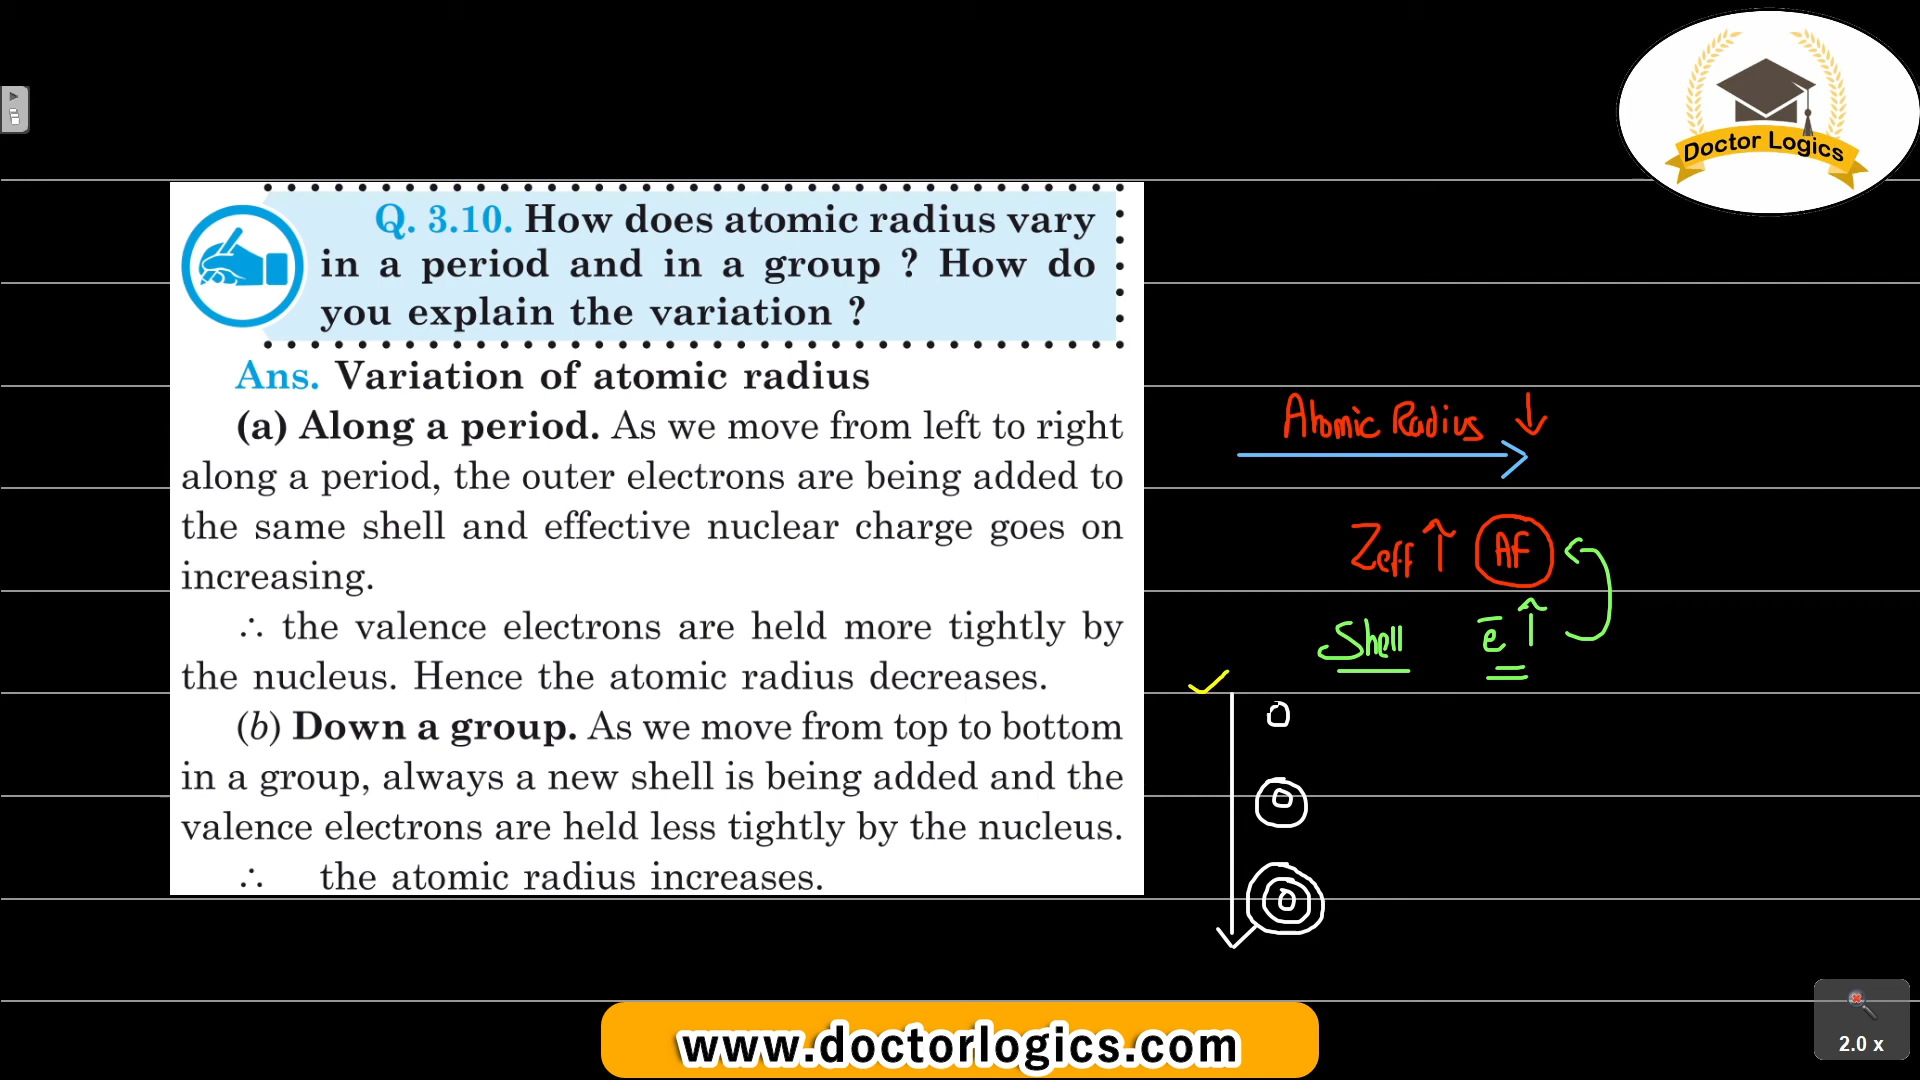 Doctor Logics
Q. 3.10. How does atomic radius vary
in a period and in a group ? How do
you explain the variation ?
Ans. Variation of atomic radius
(a) Along a period. As we move from left to right
along a period, the outer electrons are being added to
the same shell and effective nuclear charge goes on
increasing.
∴ the valence electrons are held more tightly by
the nucleus. Hence the atomic radius decreases.
(b) Down a group. As we move from top to bottom
in a group, always a new shell is being added and the
valence electrons are held less tightly by the nucleus.
∴ the atomic radius increases.
Atomic Radius ↓
Zeff ↑ AF
Shell e̅ ↑
www.doctorlogics.com
2.0 x